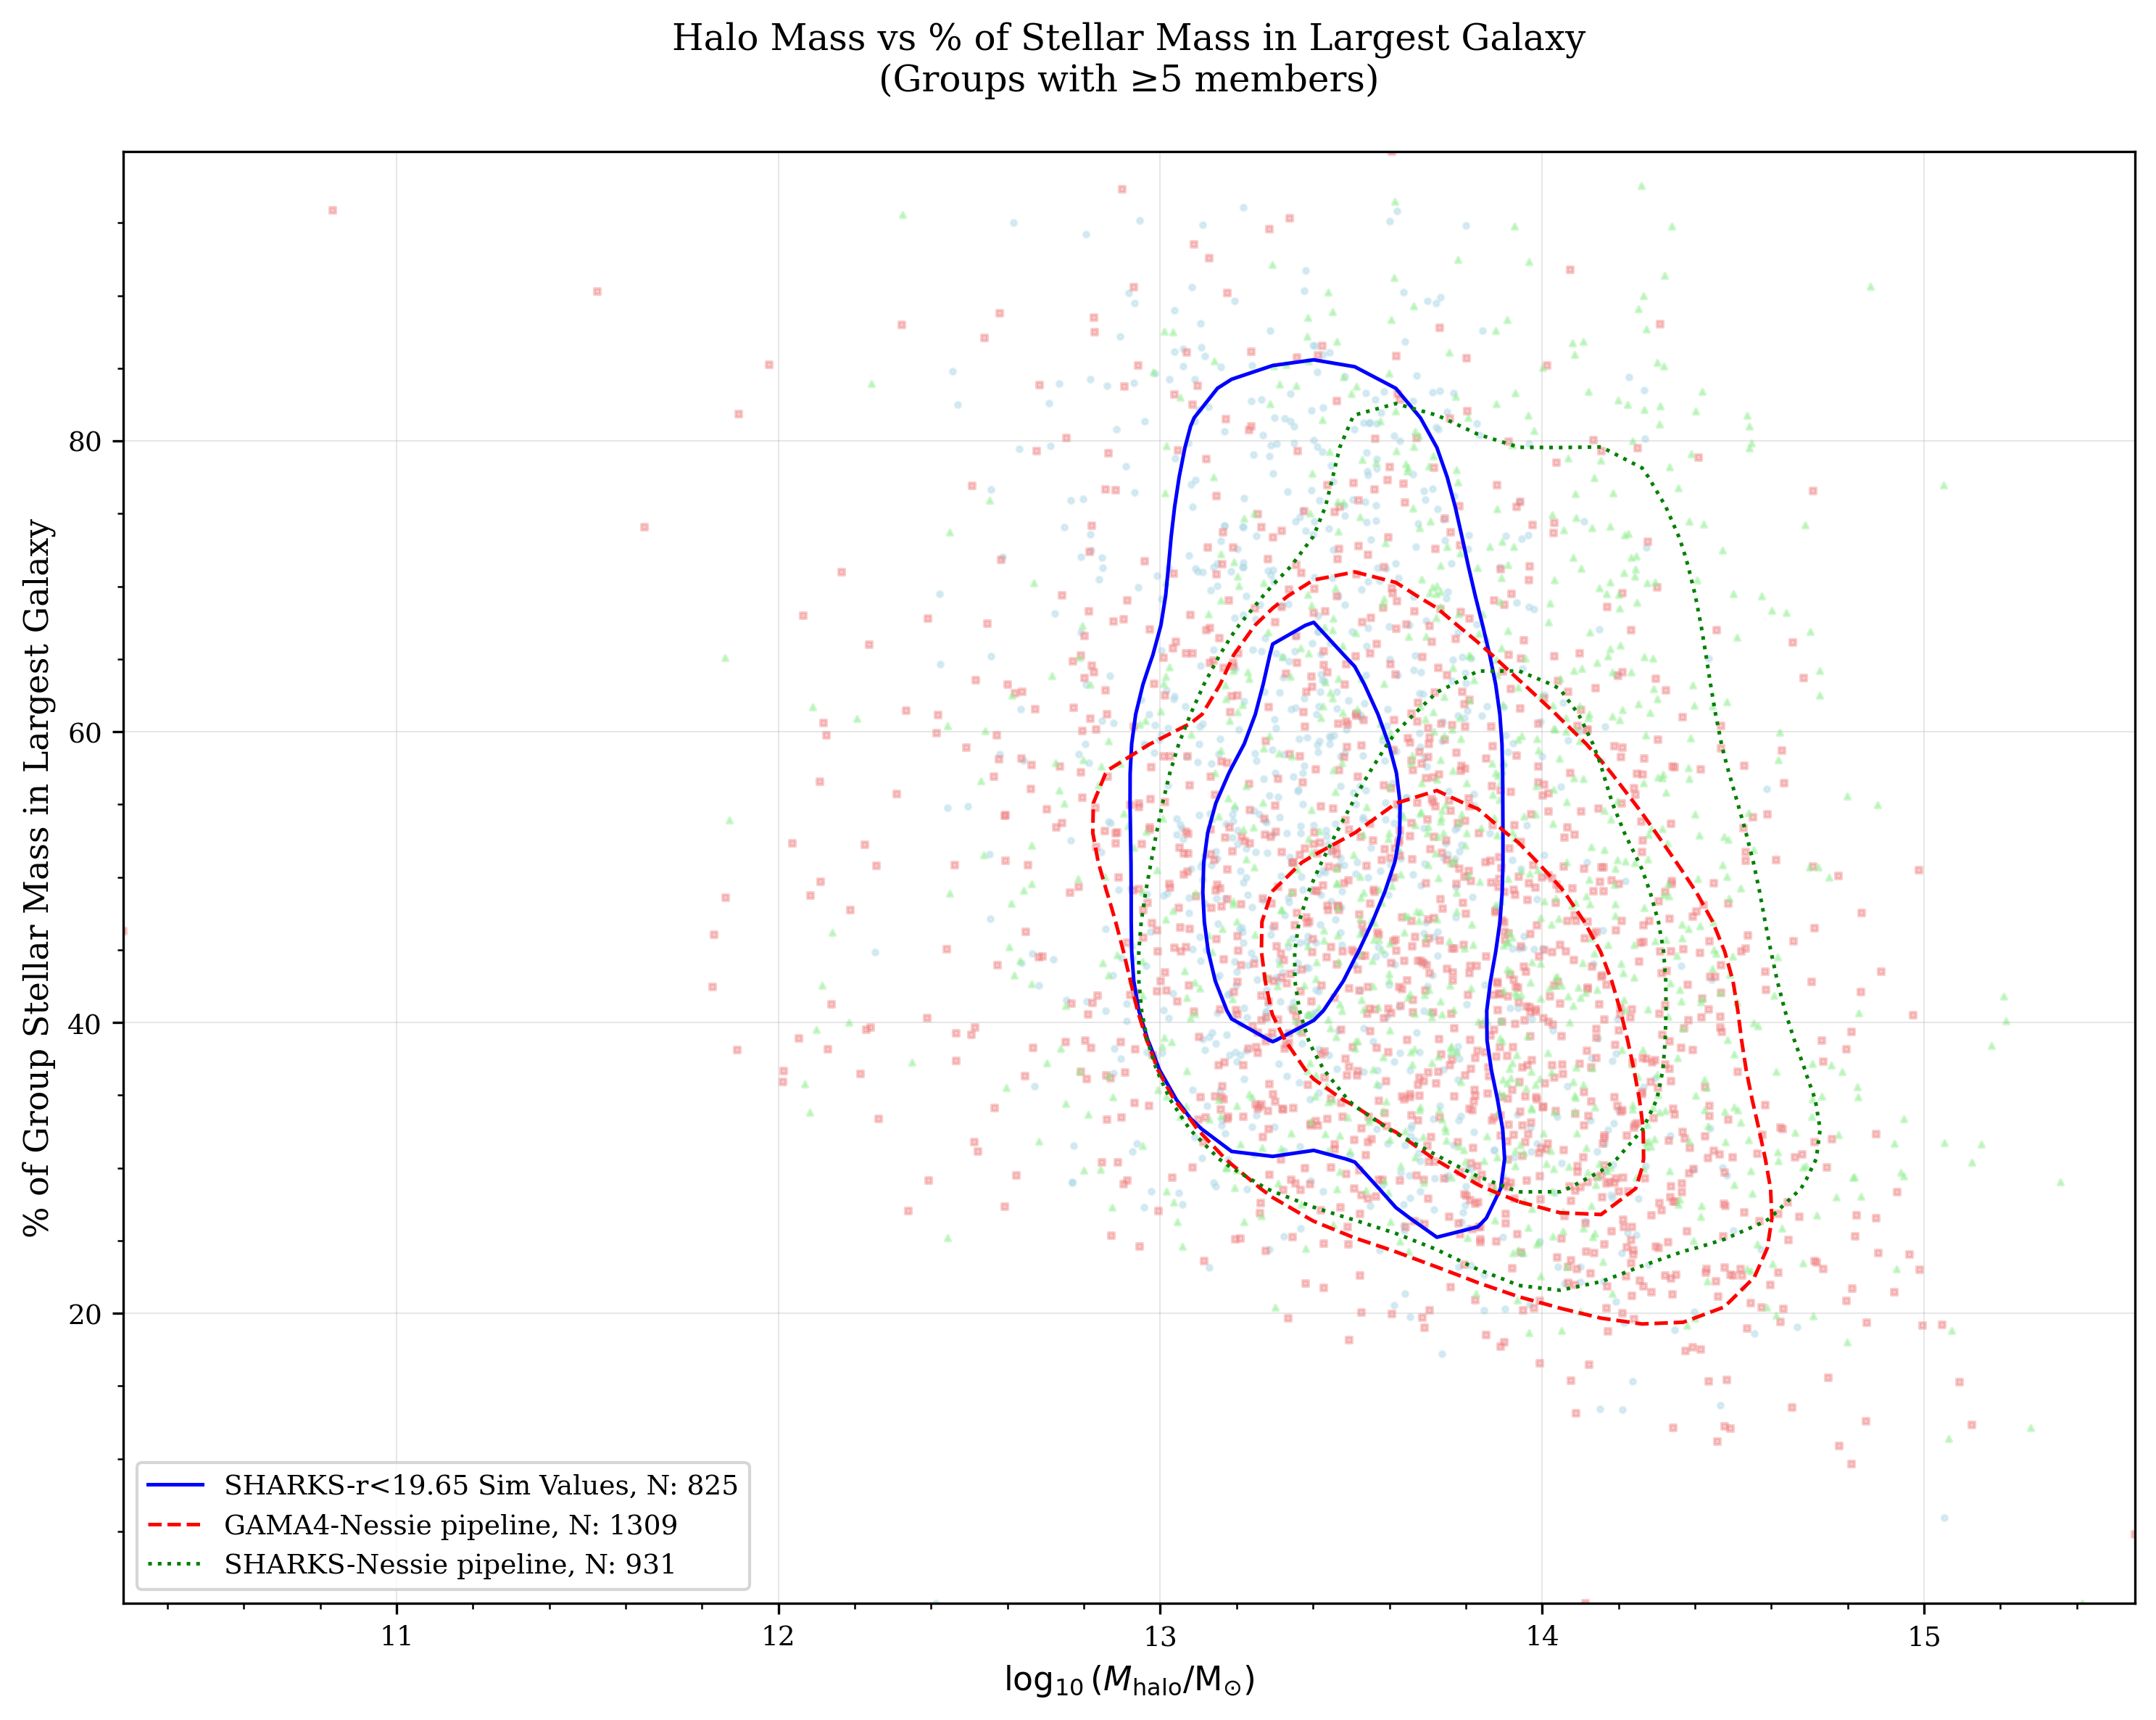 Halo Mass vs % of Stellar Mass in Largest Galaxy
(Groups with ≥5 members)
% of Group Stellar Mass in Largest Galaxy
80
60
40
20
SHARKS-r<19.65 Sim Values, N: 825
GAMA4-Nessie pipeline, N: 1309
SHARKS-Nessie pipeline, N: 931
11
12
13
14
15
log₁₀(M_halo/M_⊙)